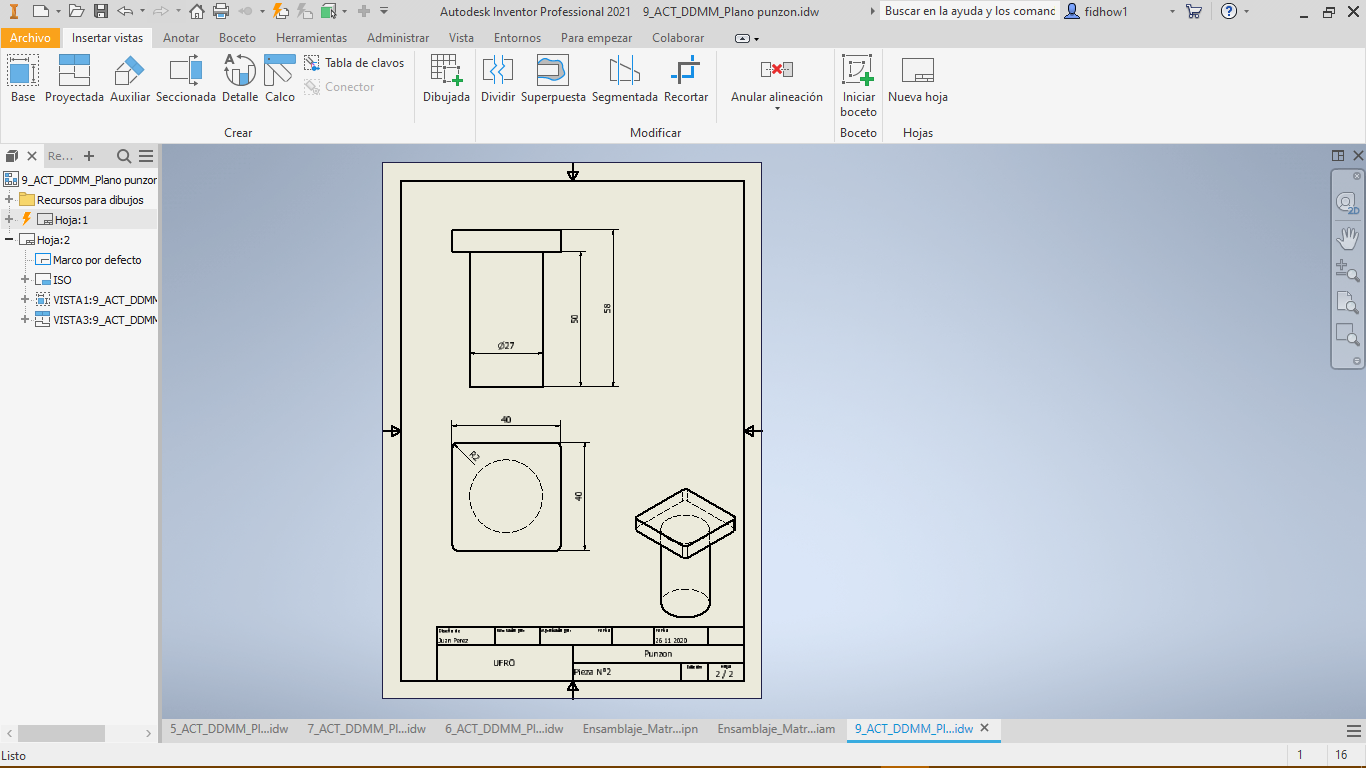 Autodesk Inventor Professional 2021 9_ACT_DDMM_Plano punzon.idw
Buscar en la ayuda y los comanc
fidhow1
Archivo Insertar vistas Anotar Boceto Herramientas Administrar Vista Entornos Para empezar Colaborar
Base Proyectada Auxiliar Seccionada Detalle Calco
Tabla de clavos
Conector
Dibujada
Dividir Superpuesta Segmentada Recortar
Anular alineación
Iniciar boceto
Nueva hoja
Crear Modificar Boceto Hojas
Re...
9_ACT_DDMM_Plano punzon
Recursos para dibujos
Hoja:1
Hoja:2
Marco por defecto
ISO
VISTA1:9_ACT_DDMM
VISTA3:9_ACT_DDMM
58
50
Ø27
40
R2
40
Diseño de
Juan Perez
Fecha
Fecha
26 11 2020
UFRO
Punzon
Pieza N°2
2 / 2
5_ACT_DDMM_Pl...idw 7_ACT_DDMM_Pl...idw 6_ACT_DDMM_Pl...idw Ensamblaje_Matr...ipn Ensamblaje_Matr...iam 9_ACT_DDMM_Pl...idw
Listo
1 16